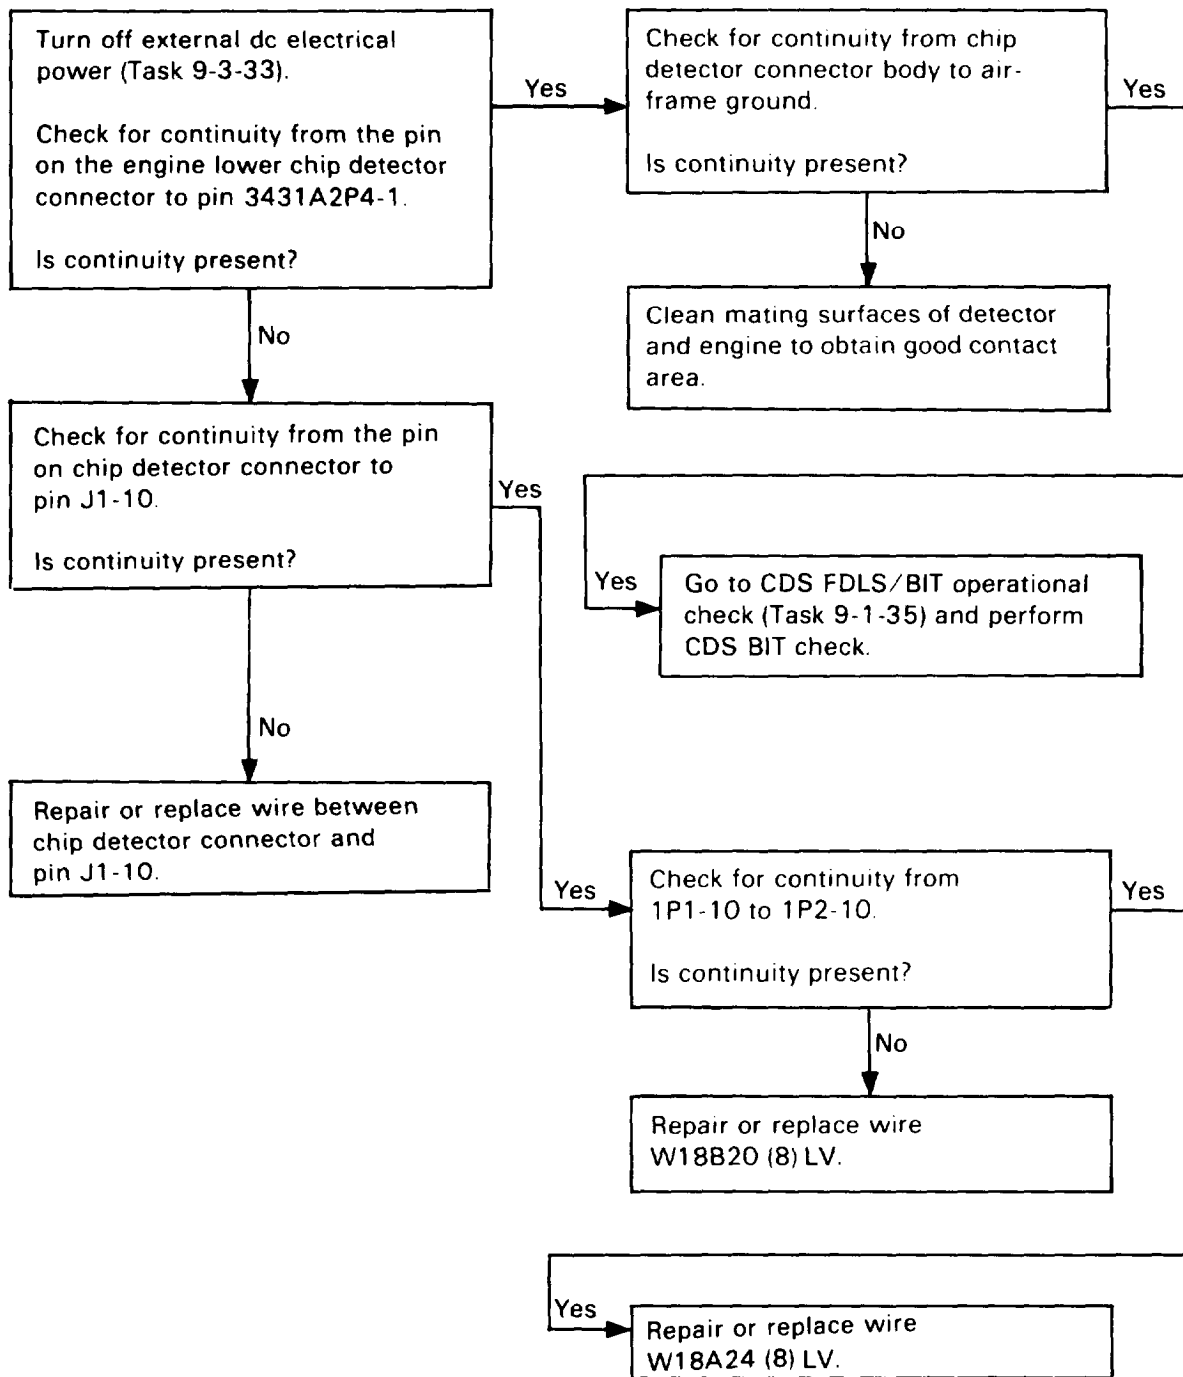 Turn off external dc electrical
power (Task 9-3-33).
Check for continuity from the pin
on the engine lower chip detector
connector to pin 3431A2P4-1.
Is continuity present?
Yes
Check for continuity from chip
detector connector body to air-
frame ground.
Is continuity present?
Yes
No
Clean mating surfaces of detector
and engine to obtain good contact
area.
No
Check for continuity from the pin
on chip detector connector to
pin J1-10.
Is continuity present?
Yes
Yes
Go to CDS FDLS/BIT operational
check (Task 9-1-35) and perform
CDS BIT check.
No
Repair or replace wire between
chip detector connector and
pin J1-10.
Yes
Check for continuity from
1P1-10 to 1P2-10.
Is continuity present?
Yes
No
Repair or replace wire
W18B20 (8) LV.
Yes
Repair or replace wire
W18A24 (8) LV.